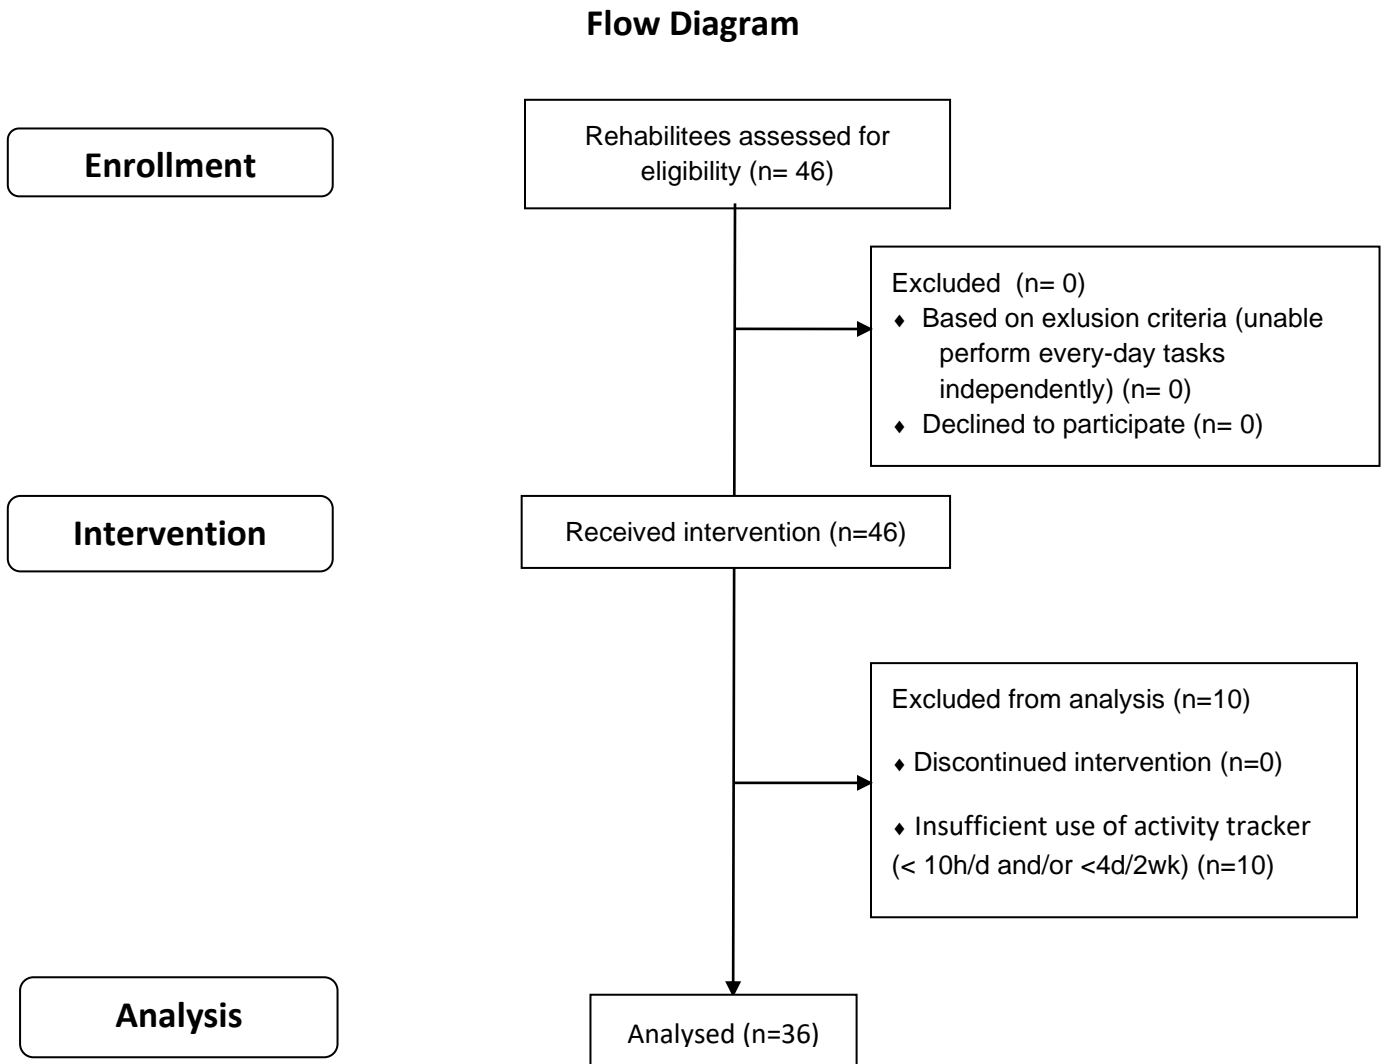 Flow Diagram
Enrollment
Rehabilitees assessed for
eligibility (n= 46)
Excluded  (n= 0)
♦ Based on exlusion criteria (unable
perform every-day tasks
independently) (n= 0)
♦ Declined to participate (n= 0)
Intervention
Received intervention (n=46)
Excluded from analysis (n=10)
♦ Discontinued intervention (n=0)
♦ Insufficient use of activity tracker
(< 10h/d and/or <4d/2wk) (n=10)
Analysis
Analysed (n=36)